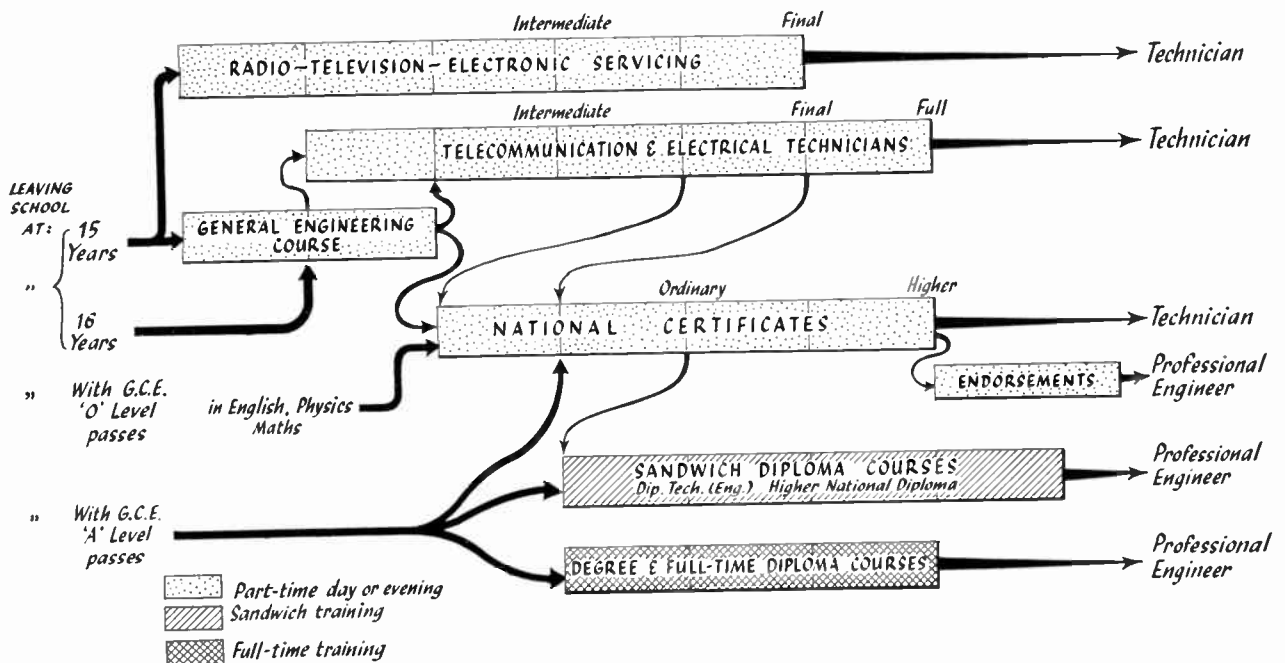 Intermediate Final
RADIO-TELEVISION-ELECTRONIC SERVICING
Technician
Intermediate Final Full
TELECOMMUNICATION & ELECTRICAL TECHNICIANS
Technician
LEAVING
SCHOOL
AT:
15
Years
GENERAL ENGINEERING
COURSE
"
16
Years
Ordinary Higher
NATIONAL CERTIFICATES
Technician
ENDORSEMENTS
Professional
Engineer
" With G.C.E.
'O' Level
passes
in English, Physics
Maths
SANDWICH DIPLOMA COURSES
Dip. Tech. (Eng.) Higher National Diploma
Professional
Engineer
" With G.C.E.
'A' Level
passes
DEGREE & FULL-TIME DIPLOMA COURSES
Professional
Engineer
Part-time day or evening
Sandwich training
Full-time training